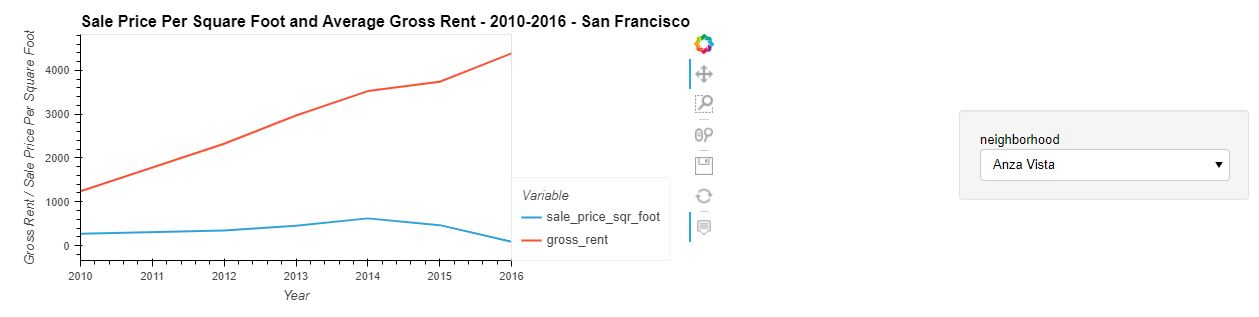 Sale Price Per Square Foot and Average Gross Rent - 2010-2016 - San Francisco
Gross Rent / Sale Price Per Square Foot
4000
3000
2000
1000
0
2010 2011 2012 2013 2014 2015 2016
Year
Variable
sale_price_sqr_foot
gross_rent
neighborhood
Anza Vista